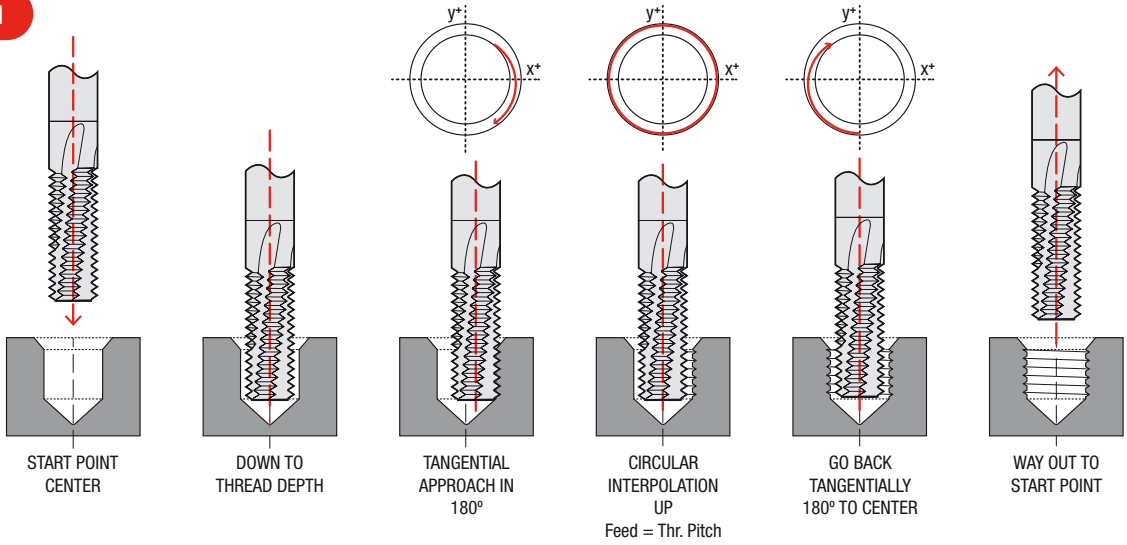 1
y+
x+
y+
x+
y+
x+
START POINT
CENTER
DOWN TO
THREAD DEPTH
TANGENTIAL
APPROACH IN
180º
CIRCULAR
INTERPOLATION
UP
Feed = Thr. Pitch
GO BACK
TANGENTIALLY
180º TO CENTER
WAY OUT TO
START POINT